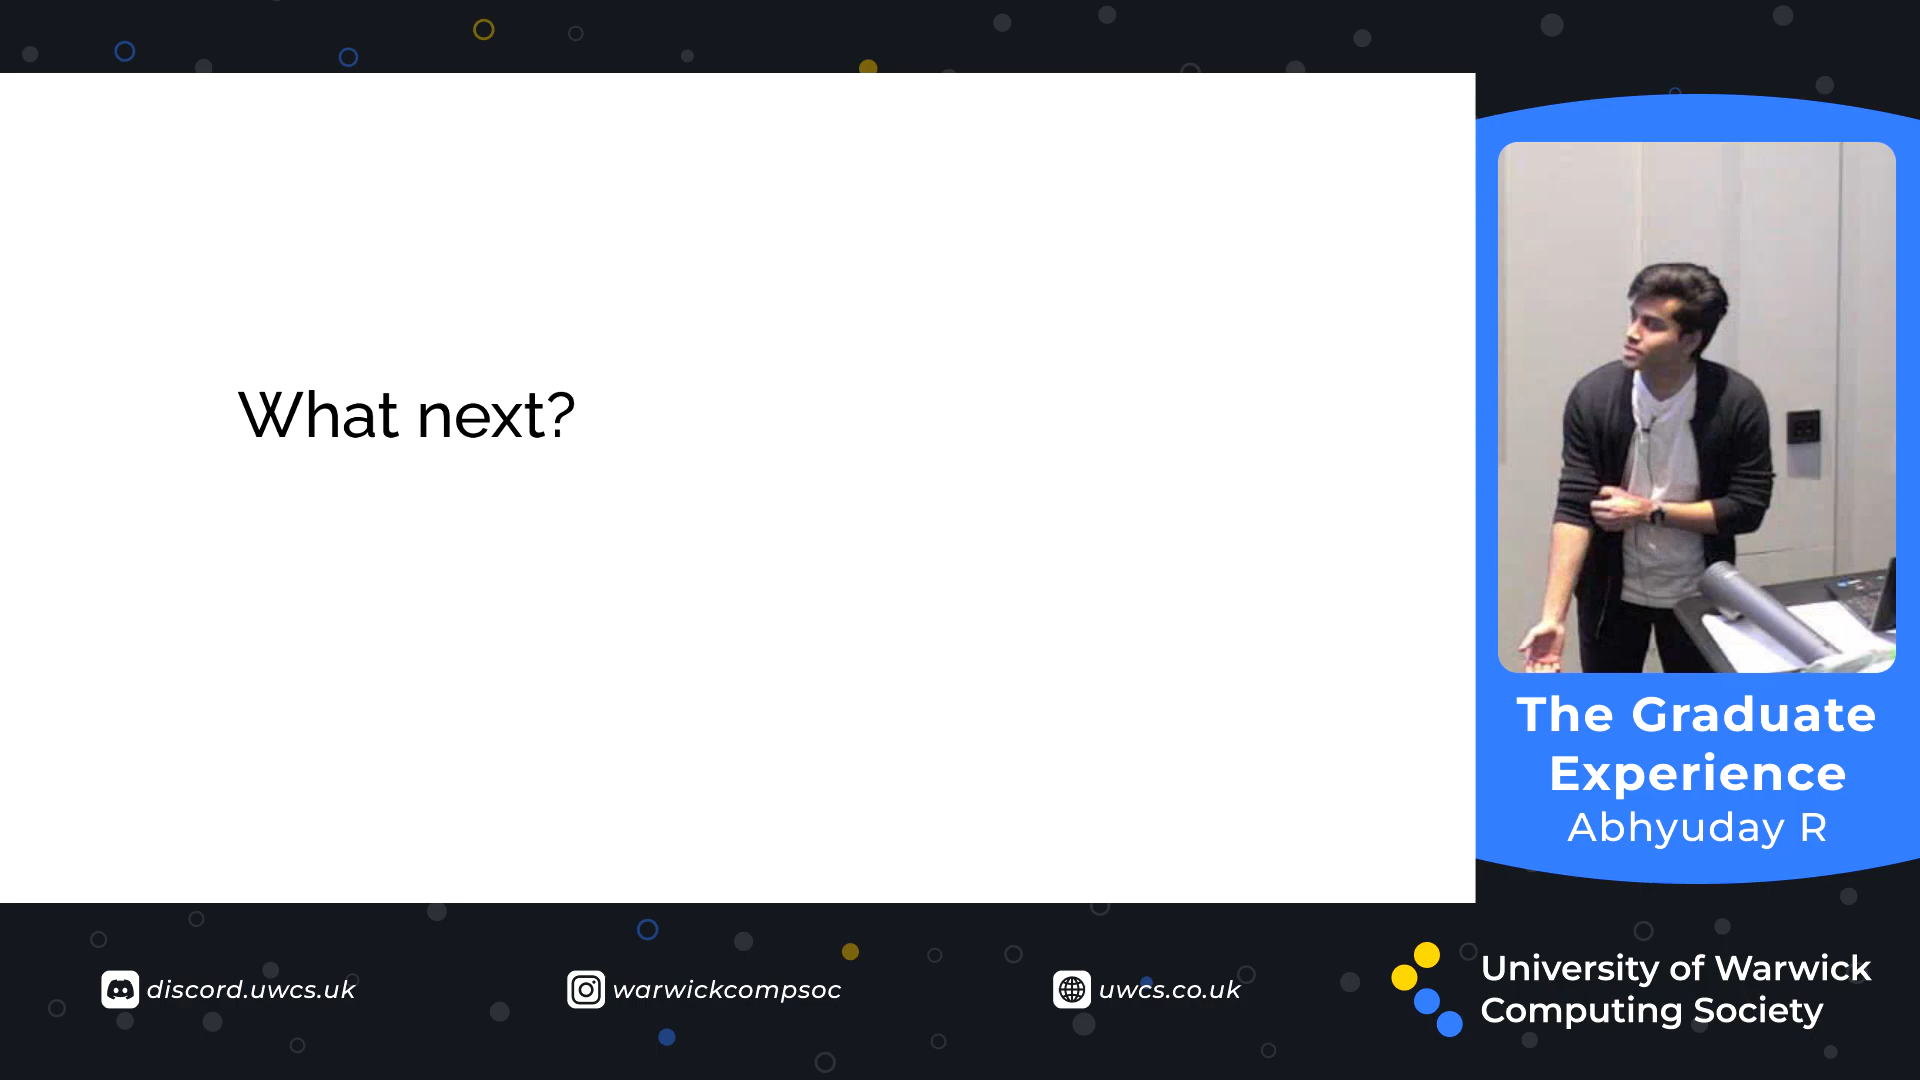 What next?
The Graduate
Experience
Abhyuday R
discord.uwcs.uk
warwickcompsoc
uwcs.co.uk
University of Warwick
Computing Society